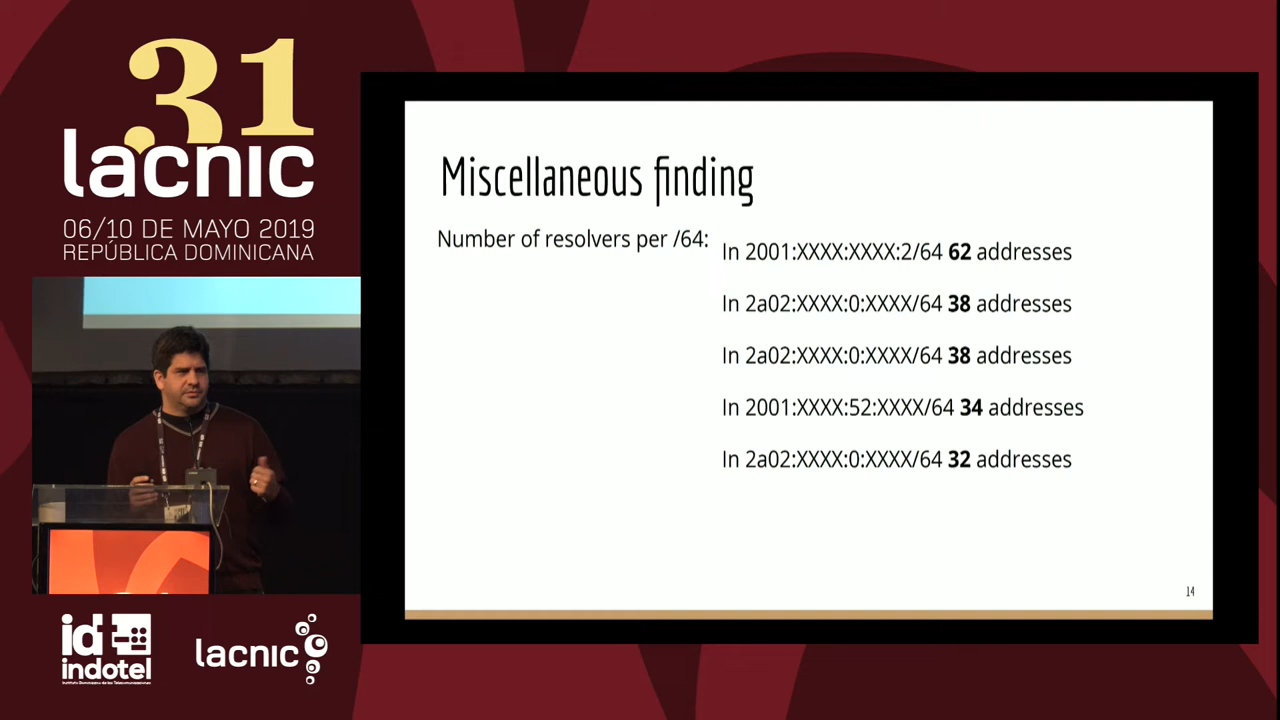 31
lacnic
06/10 DE MAYO 2019
REPÚBLICA DOMINICANA
Miscellaneous finding
Number of resolvers per /64:
In 2001:XXXX:XXXX:2/64 62 addresses
In 2a02:XXXX:0:XXXX/64 38 addresses
In 2a02:XXXX:0:XXXX/64 38 addresses
In 2001:XXXX:52:XXXX/64 34 addresses
In 2a02:XXXX:0:XXXX/64 32 addresses
14
id
indotel
Instituto Dominicano de las Telecomunicaciones
lacnic